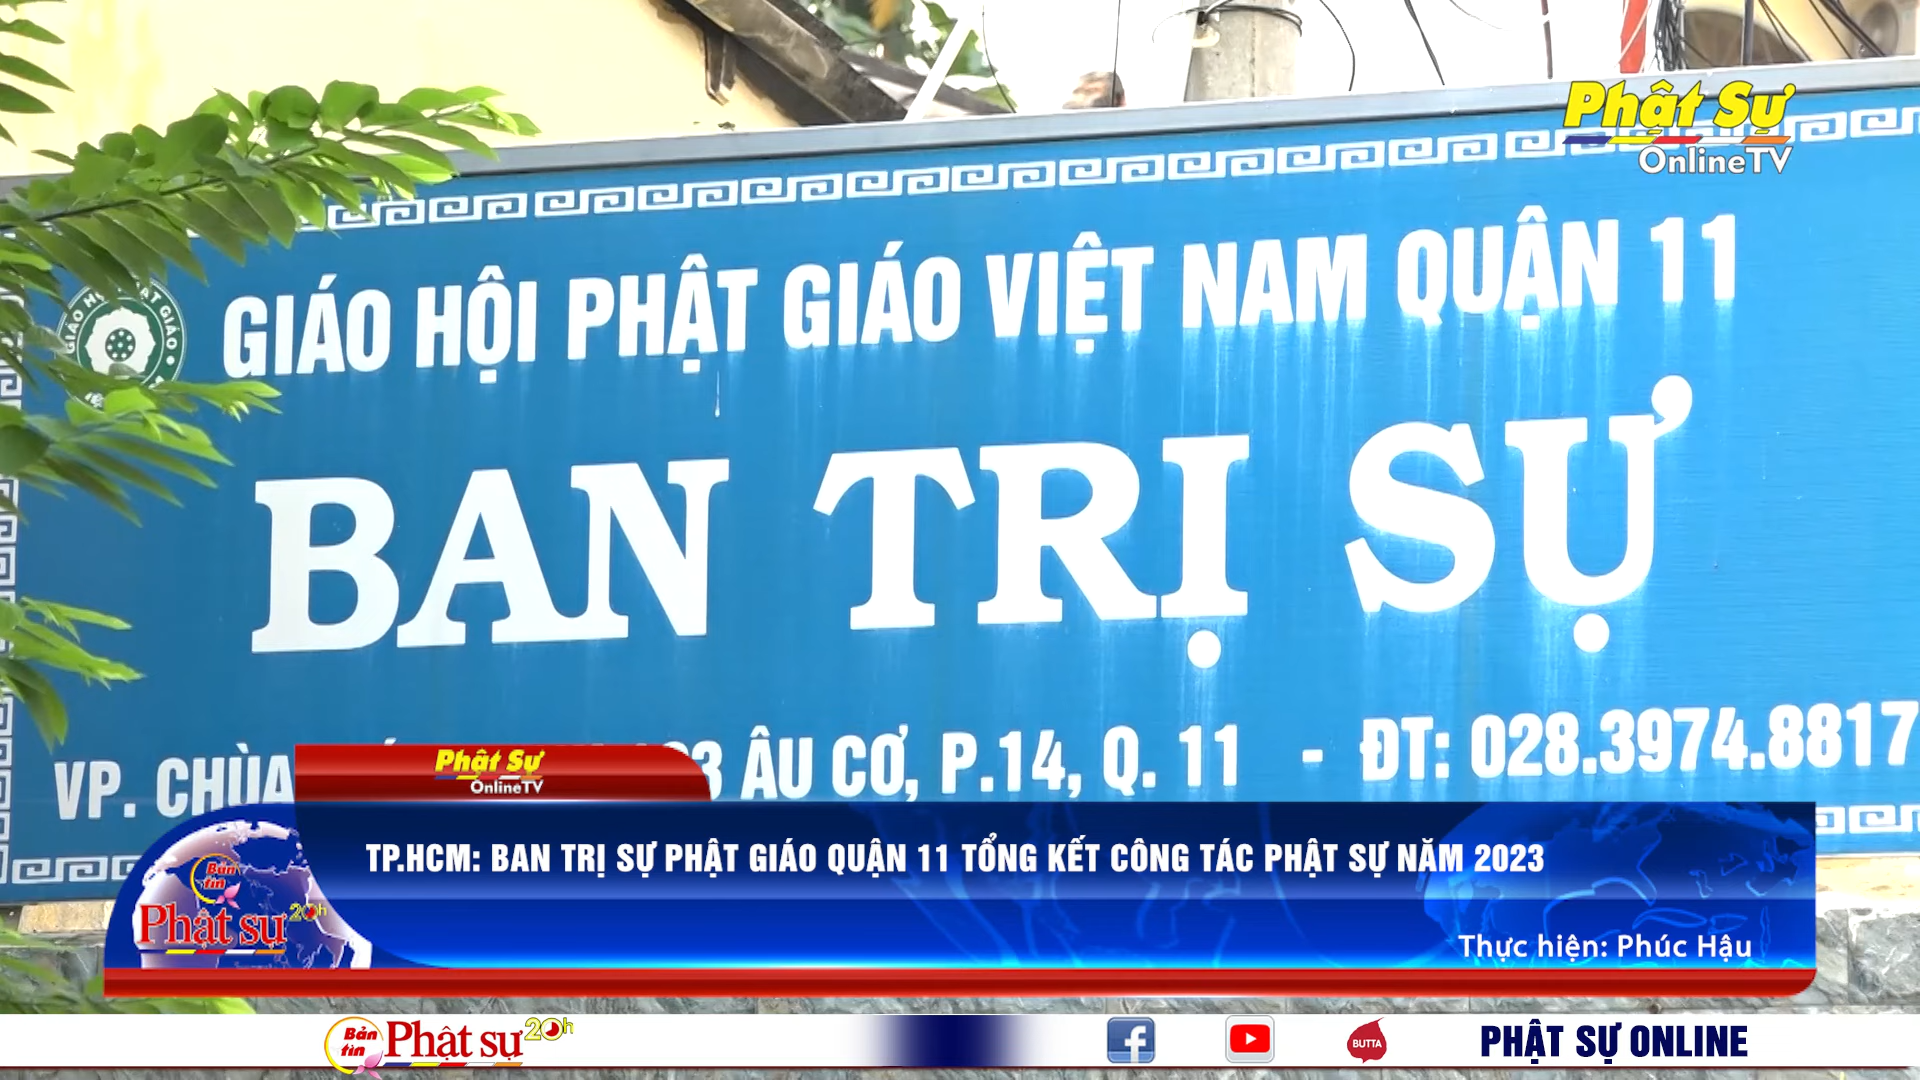 Phật Sự
OnlineTV
GIÁO HỘI PHẬT GIÁO VIỆT NAM QUẬN 11
BAN TRỊ SỰ
VP. CHÙA ÂU CƠ, P.14, Q. 11 - ĐT: 028.3974.8817
Phật Sự
OnlineTV
TP.HCM: BAN TRỊ SỰ PHẬT GIÁO QUẬN 11 TỔNG KẾT CÔNG TÁC PHẬT SỰ NĂM 2023
Bản
tin
Phật sự 20h
Thực hiện: Phúc Hậu
Bản
tin
Phật sự 20h
BUTTA
PHẬT SỰ ONLINE